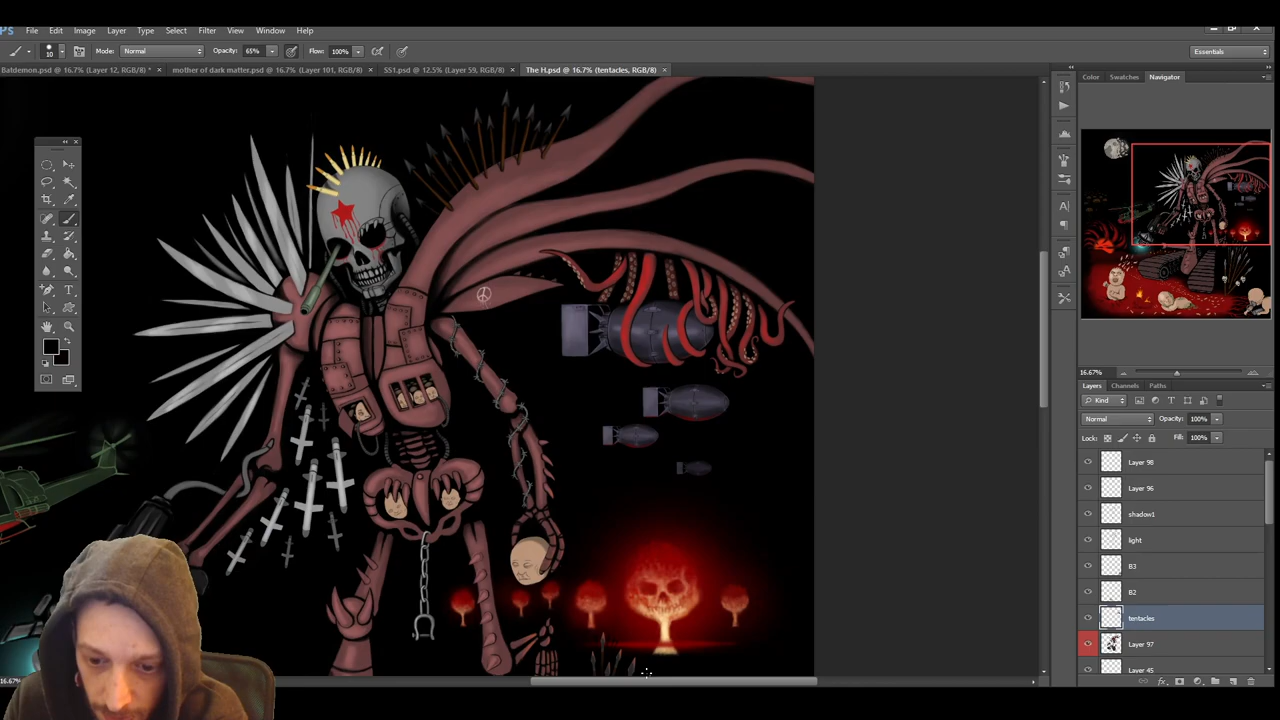 Ps File Edit Image Layer Type Select Filter View Window Help
10 Mode: Normal Opacity: 65% Flow: 100% Essentials
Batdemon.psd @ 16.7% (Layer 12, RGB/8) * × mother of dark matter.psd @ 16.7% (Layer 101, RGB/8) × SS1.psd @ 12.5% (Layer 59, RGB/8) × The H.psd @ 16.7% (tentacles, RGB/8) ×
Color Swatches Navigator
16.67%
Layers Channels Paths
Kind
Normal Opacity: 100%
Lock: Fill: 100%
Layer 98
Layer 96
shadow1
light
B3
B2
tentacles
Layer 97
Layer 45
16.67%